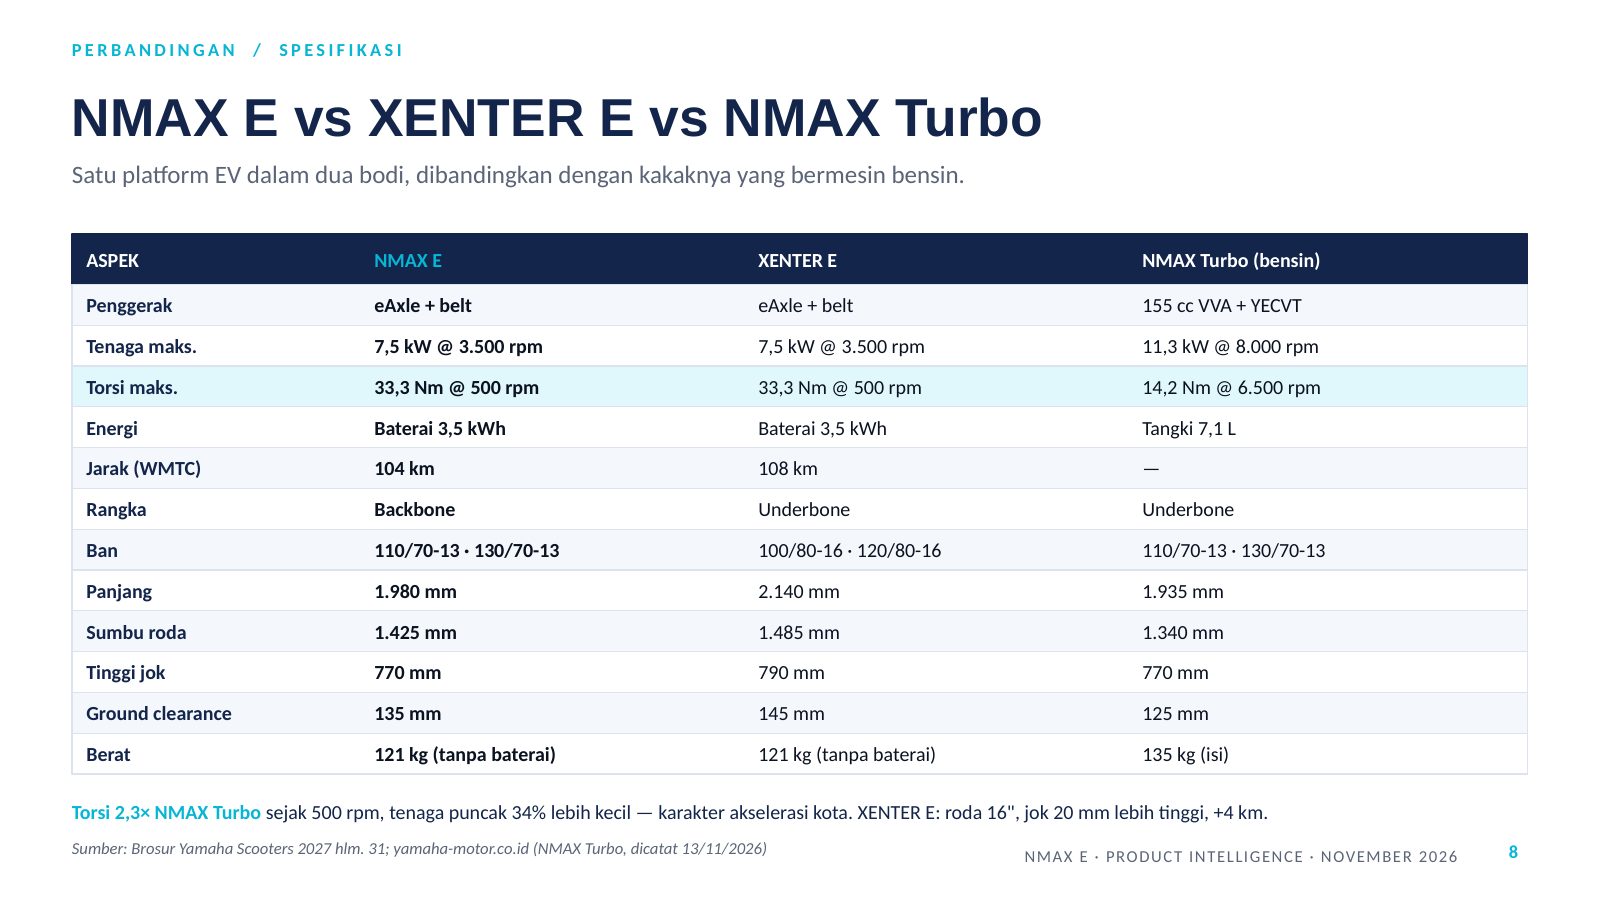 PERBANDINGAN / SPESIFIKASI
NMAX E vs XENTER E vs NMAX Turbo
Satu platform EV dalam dua bodi, dibandingkan dengan kakaknya yang bermesin bensin.
ASPEK NMAX E XENTER E NMAX Turbo (bensin)
Penggerak eAxle + belt eAxle + belt 155 cc VVA + YECVT
Tenaga maks. 7,5 kW @ 3.500 rpm 7,5 kW @ 3.500 rpm 11,3 kW @ 8.000 rpm
Torsi maks. 33,3 Nm @ 500 rpm 33,3 Nm @ 500 rpm 14,2 Nm @ 6.500 rpm
Energi Baterai 3,5 kWh Baterai 3,5 kWh Tangki 7,1 L
Jarak (WMTC) 104 km 108 km —
Rangka Backbone Underbone Underbone
Ban 110/70-13 · 130/70-13 100/80-16 · 120/80-16 110/70-13 · 130/70-13
Panjang 1.980 mm 2.140 mm 1.935 mm
Sumbu roda 1.425 mm 1.485 mm 1.340 mm
Tinggi jok 770 mm 790 mm 770 mm
Ground clearance 135 mm 145 mm 125 mm
Berat 121 kg (tanpa baterai) 121 kg (tanpa baterai) 135 kg (isi)
Torsi 2,3× NMAX Turbo sejak 500 rpm, tenaga puncak 34% lebih kecil — karakter akselerasi kota. XENTER E: roda 16", jok 20 mm lebih tinggi, +4 km.
Sumber: Brosur Yamaha Scooters 2027 hlm. 31; yamaha-motor.co.id (NMAX Turbo, dicatat 13/11/2026)
NMAX E · PRODUCT INTELLIGENCE · NOVEMBER 2026 8